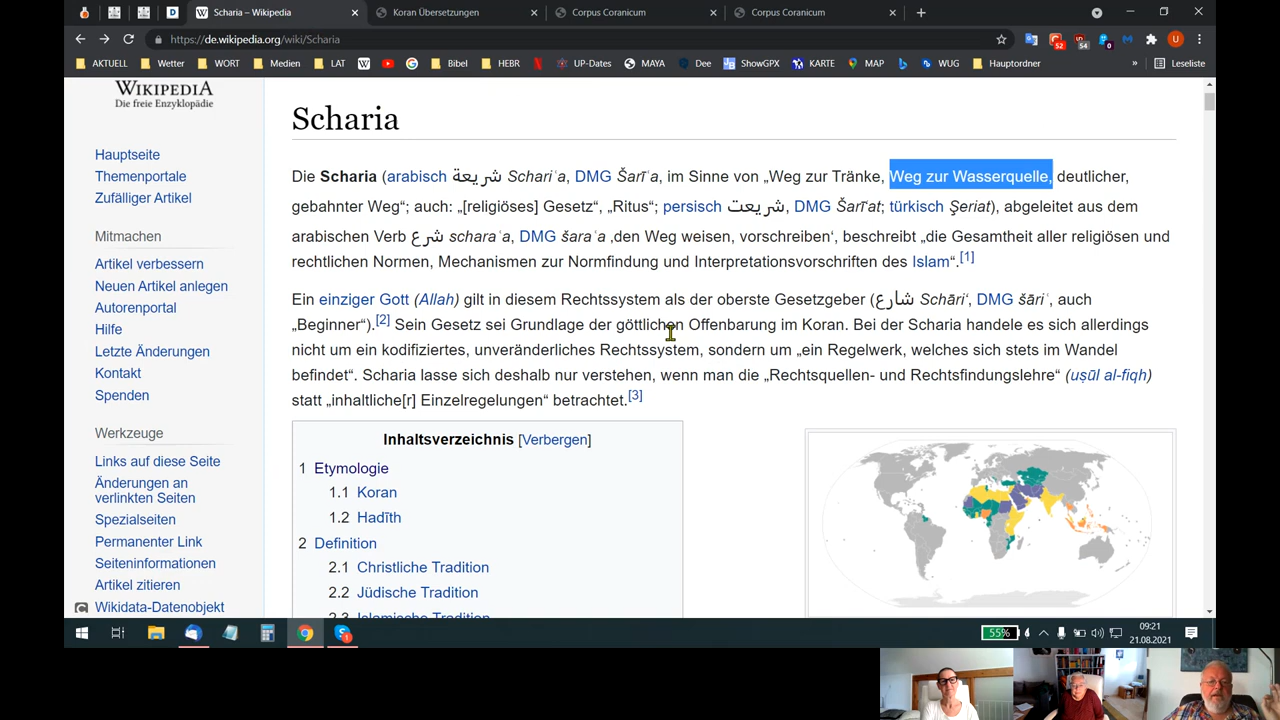 Scharia – Wikipedia
Koran Übersetzungen
Corpus Coranicum
Corpus Coranicum
https://de.wikipedia.org/wiki/Scharia
52
54
0
U
AKTUELL
Wetter
WORT
Medien
LAT
Bibel
HEBR
UP-Dates
MAYA
Dee
ShowGPX
KARTE
MAP
WUG
Hauptordner
»
Leseliste
WIKIPEDIA
Die freie Enzyklopädie
Hauptseite
Themenportale
Zufälliger Artikel
Mitmachen
Artikel verbessern
Neuen Artikel anlegen
Autorenportal
Hilfe
Letzte Änderungen
Kontakt
Spenden
Werkzeuge
Links auf diese Seite
Änderungen an
verlinkten Seiten
Spezialseiten
Permanenter Link
Seiteninformationen
Artikel zitieren
Wikidata-Datenobjekt
Scharia
Die Scharia (arabisch شريعة Schariʿa, DMG Šarīʿa, im Sinne von „Weg zur Tränke, Weg zur Wasserquelle, deutlicher,
gebahnter Weg“; auch: „[religiöses] Gesetz“, „Ritus“; persisch شريعت, DMG Šarīʿat; türkisch Şeriat), abgeleitet aus dem
arabischen Verb شرع scharaʿa, DMG šaraʿa ‚den Weg weisen, vorschreiben‘, beschreibt „die Gesamtheit aller religiösen und
rechtlichen Normen, Mechanismen zur Normfindung und Interpretationsvorschriften des Islam“.[1]
Ein einziger Gott (Allah) gilt in diesem Rechtssystem als der oberste Gesetzgeber (شارع Schāriʿ, DMG šāriʿ, auch
„Beginner“).[2] Sein Gesetz sei Grundlage der göttlichen Offenbarung im Koran. Bei der Scharia handele es sich allerdings
nicht um ein kodifiziertes, unveränderliches Rechtssystem, sondern um „ein Regelwerk, welches sich stets im Wandel
befindet“. Scharia lasse sich deshalb nur verstehen, wenn man die „Rechtsquellen- und Rechtsfindungslehre“ (uṣūl al-fiqh)
statt „inhaltliche[r] Einzelregelungen“ betrachtet.[3]
Inhaltsverzeichnis [Verbergen]
1 Etymologie
1.1 Koran
1.2 Hadīth
2 Definition
2.1 Christliche Tradition
2.2 Jüdische Tradition
2.3 Islamische Tradition
55%
09:21
21.08.2021